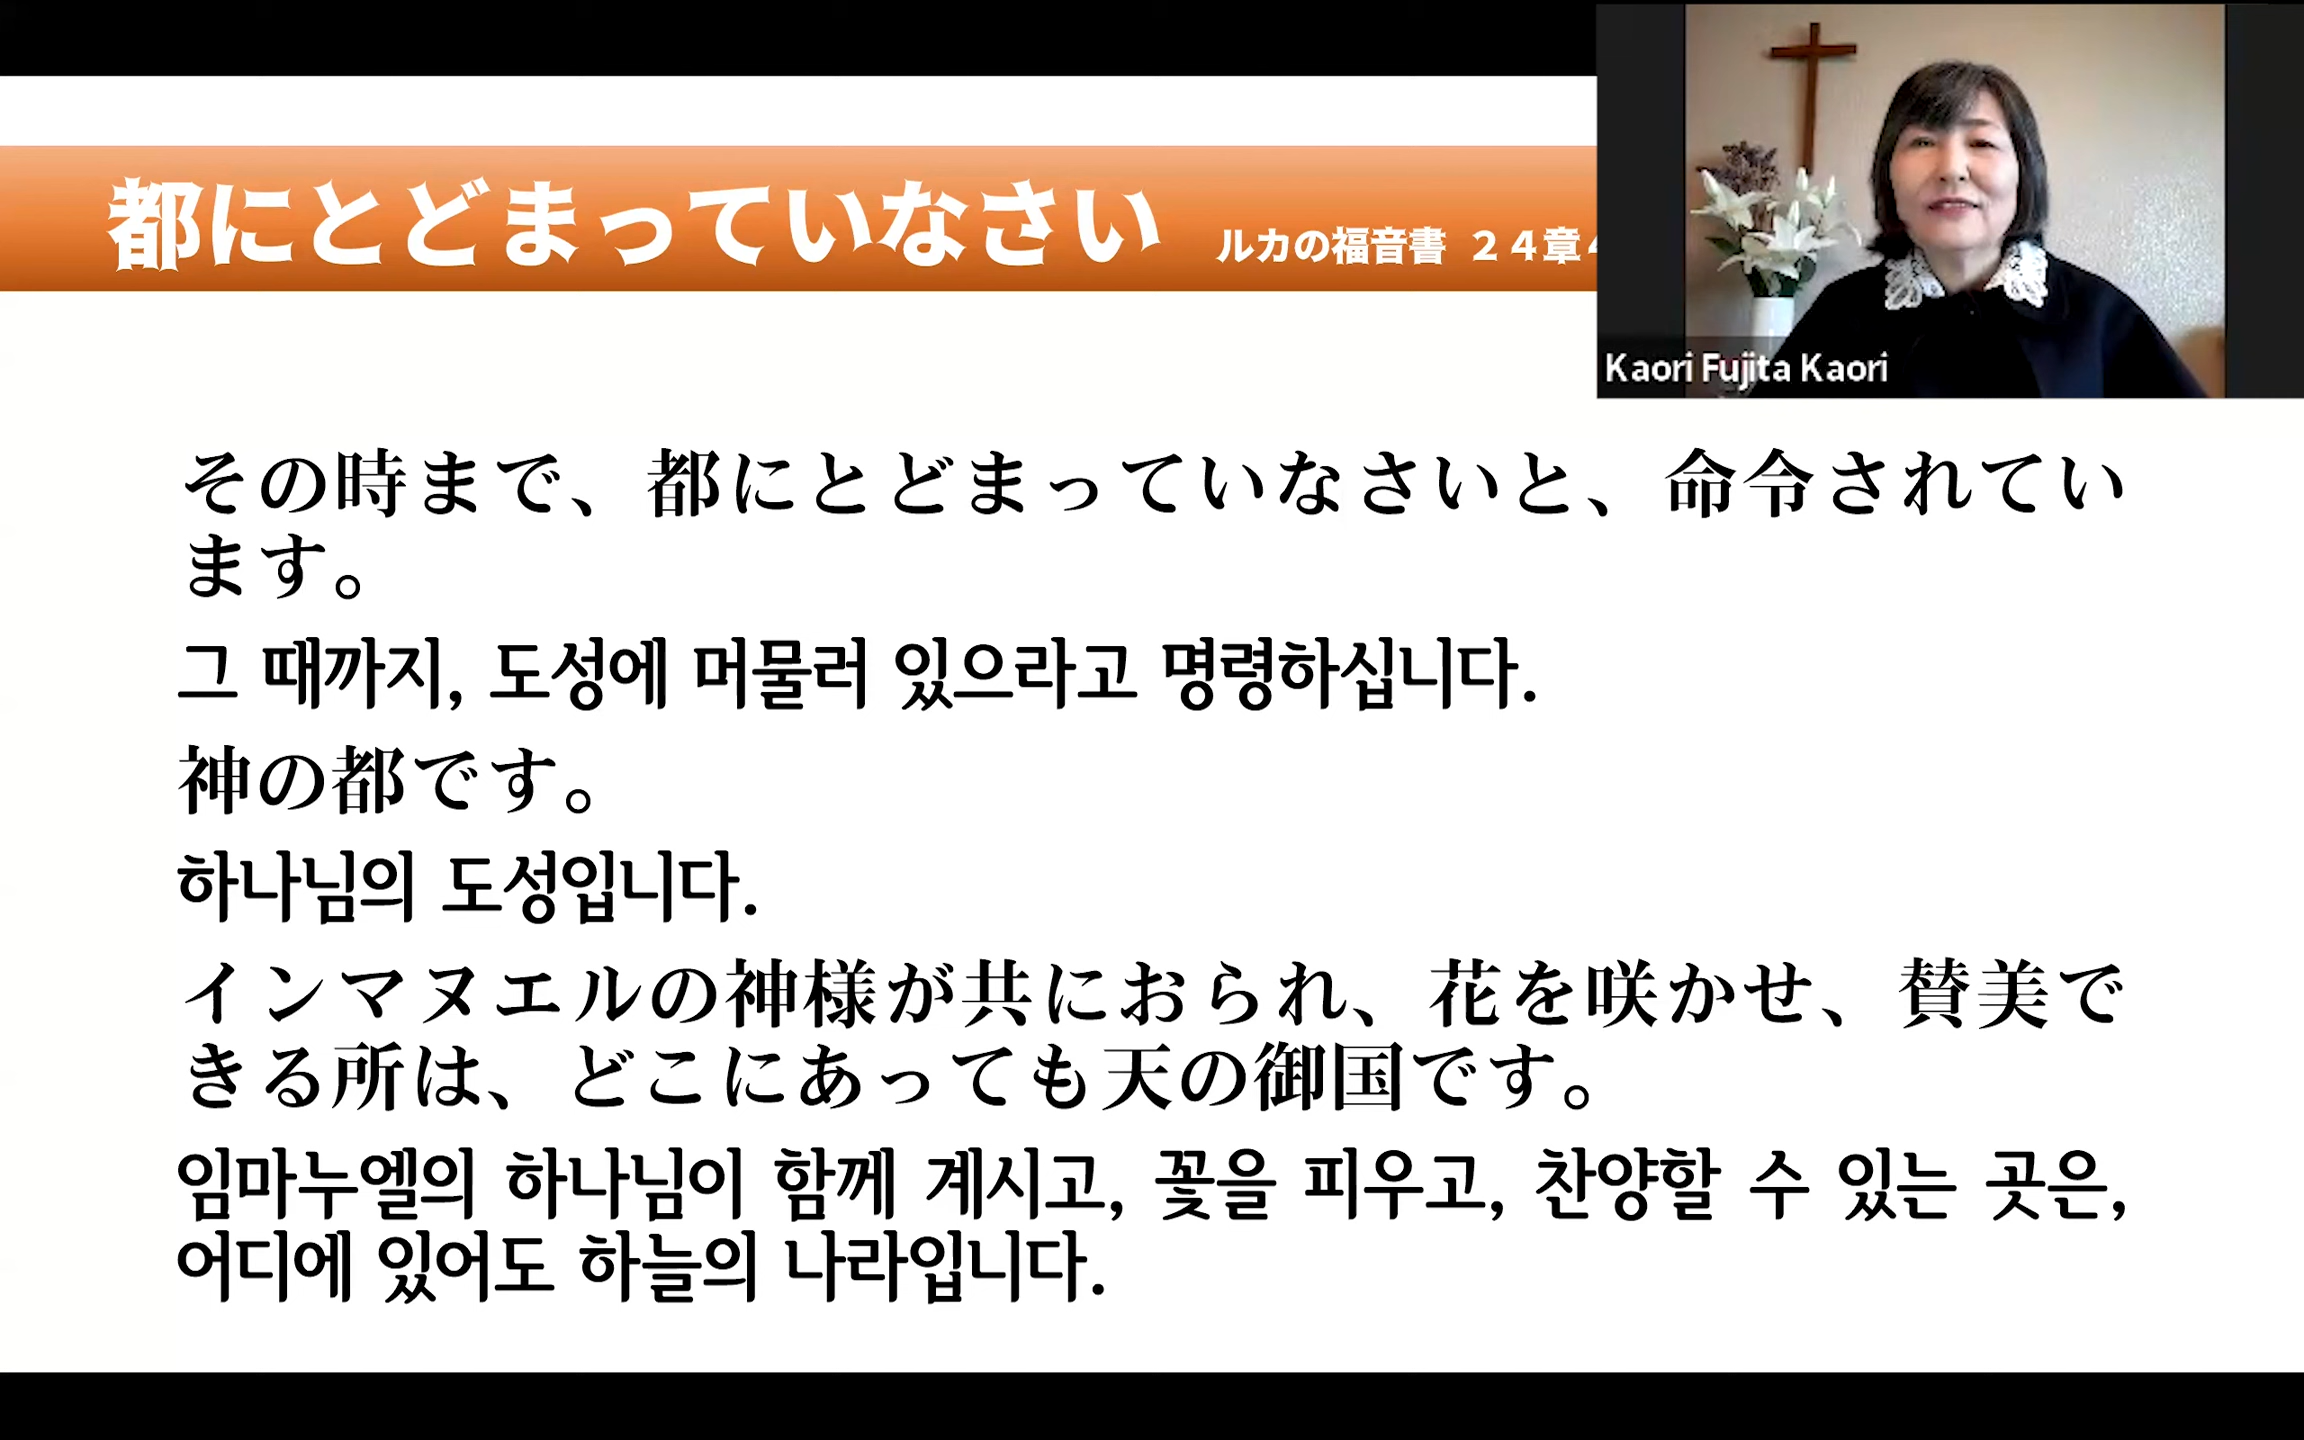 都にとどまっていなさい ルカの福音書 ２４章
Kaori Fujita Kaori
その時まで、都にとどまっていなさいと、命令されてい
ます。
그 때까지, 도성에 머물러 있으라고 명령하십니다.
神の都です。
하나님의 도성입니다.
インマヌエルの神様が共におられ、花を咲かせ、賛美で
きる所は、どこにあっても天の御国です。
임마누엘의 하나님이 함께 계시고, 꽃을 피우고, 찬양할 수 있는 곳은,
어디에 있어도 하늘의 나라입니다.